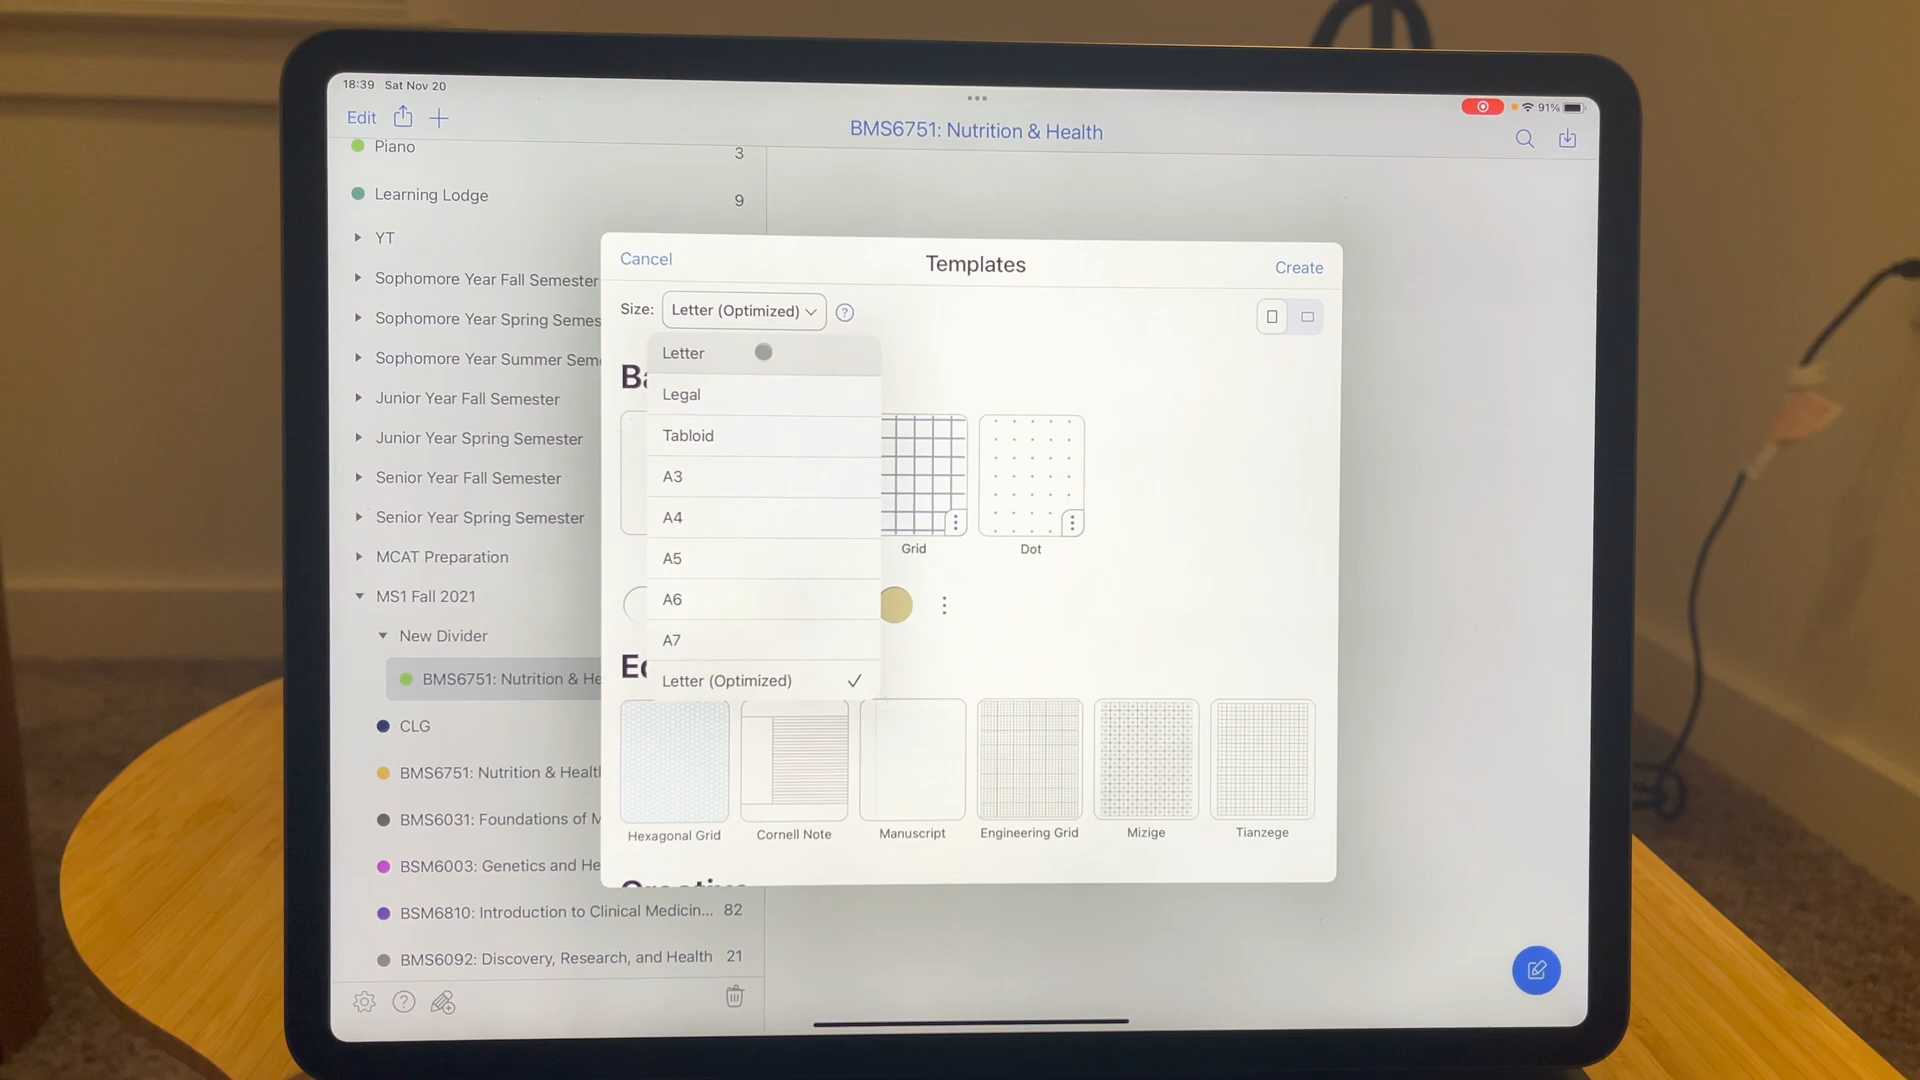 18:39 Sat Nov 20
91%
Edit
BMS6751: Nutrition & Health
Piano 3
Learning Lodge 9
YT
Sophomore Year Fall Semester
Sophomore Year Spring Semes
Sophomore Year Summer Sem
Junior Year Fall Semester
Junior Year Spring Semester
Senior Year Fall Semester
Senior Year Spring Semester
MCAT Preparation
MS1 Fall 2021
New Divider
BMS6751: Nutrition & He
CLG
BMS6751: Nutrition & Healt
BMS6031: Foundations of M
BSM6003: Genetics and He
BSM6810: Introduction to Clinical Medicin... 82
BMS6092: Discovery, Research, and Health 21
Cancel
Templates
Create
Size: Letter (Optimized)
Letter
Legal
Tabloid
A3
A4
A5
A6
A7
Letter (Optimized)
Grid
Dot
Hexagonal Grid
Cornell Note
Manuscript
Engineering Grid
Mizige
Tianzege